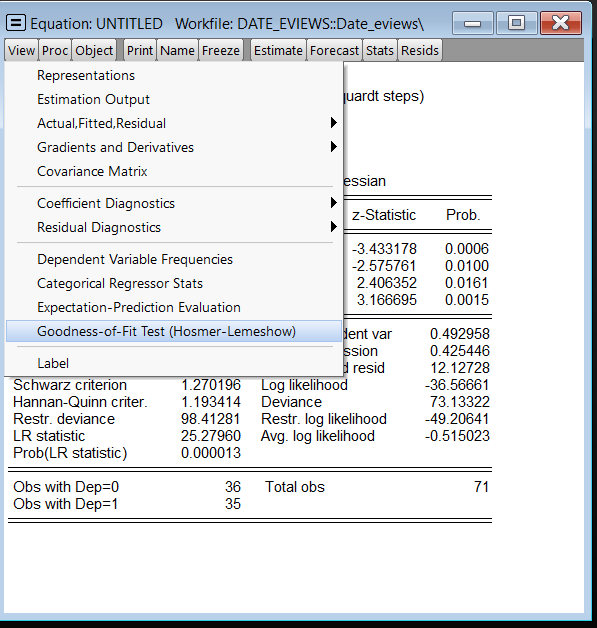 Equation: UNTITLED   Workfile: DATE_EVIEWS::Date_eviews\
View Proc Object Print Name Freeze Estimate Forecast Stats Resids
Representations
Estimation Output
quardt steps)
Actual,Fitted,Residual
Gradients and Derivatives
Covariance Matrix
essian
Coefficient Diagnostics
z-Statistic Prob.
Residual Diagnostics
-3.433178 0.0006
Dependent Variable Frequencies
-2.575761 0.0100
Categorical Regressor Stats
2.406352 0.0161
Expectation-Prediction Evaluation
3.166695 0.0015
Goodness-of-Fit Test (Hosmer-Lemeshow)
dent var 0.492958
ssion 0.425446
Label
d resid 12.12728
Schwarz criterion 1.270196 Log likelihood -36.56661
Hannan-Quinn criter. 1.193414 Deviance 73.13322
Restr. deviance 98.41281 Restr. log likelihood -49.20641
LR statistic 25.27960 Avg. log likelihood -0.515023
Prob(LR statistic) 0.000013
Obs with Dep=0 36 Total obs 71
Obs with Dep=1 35